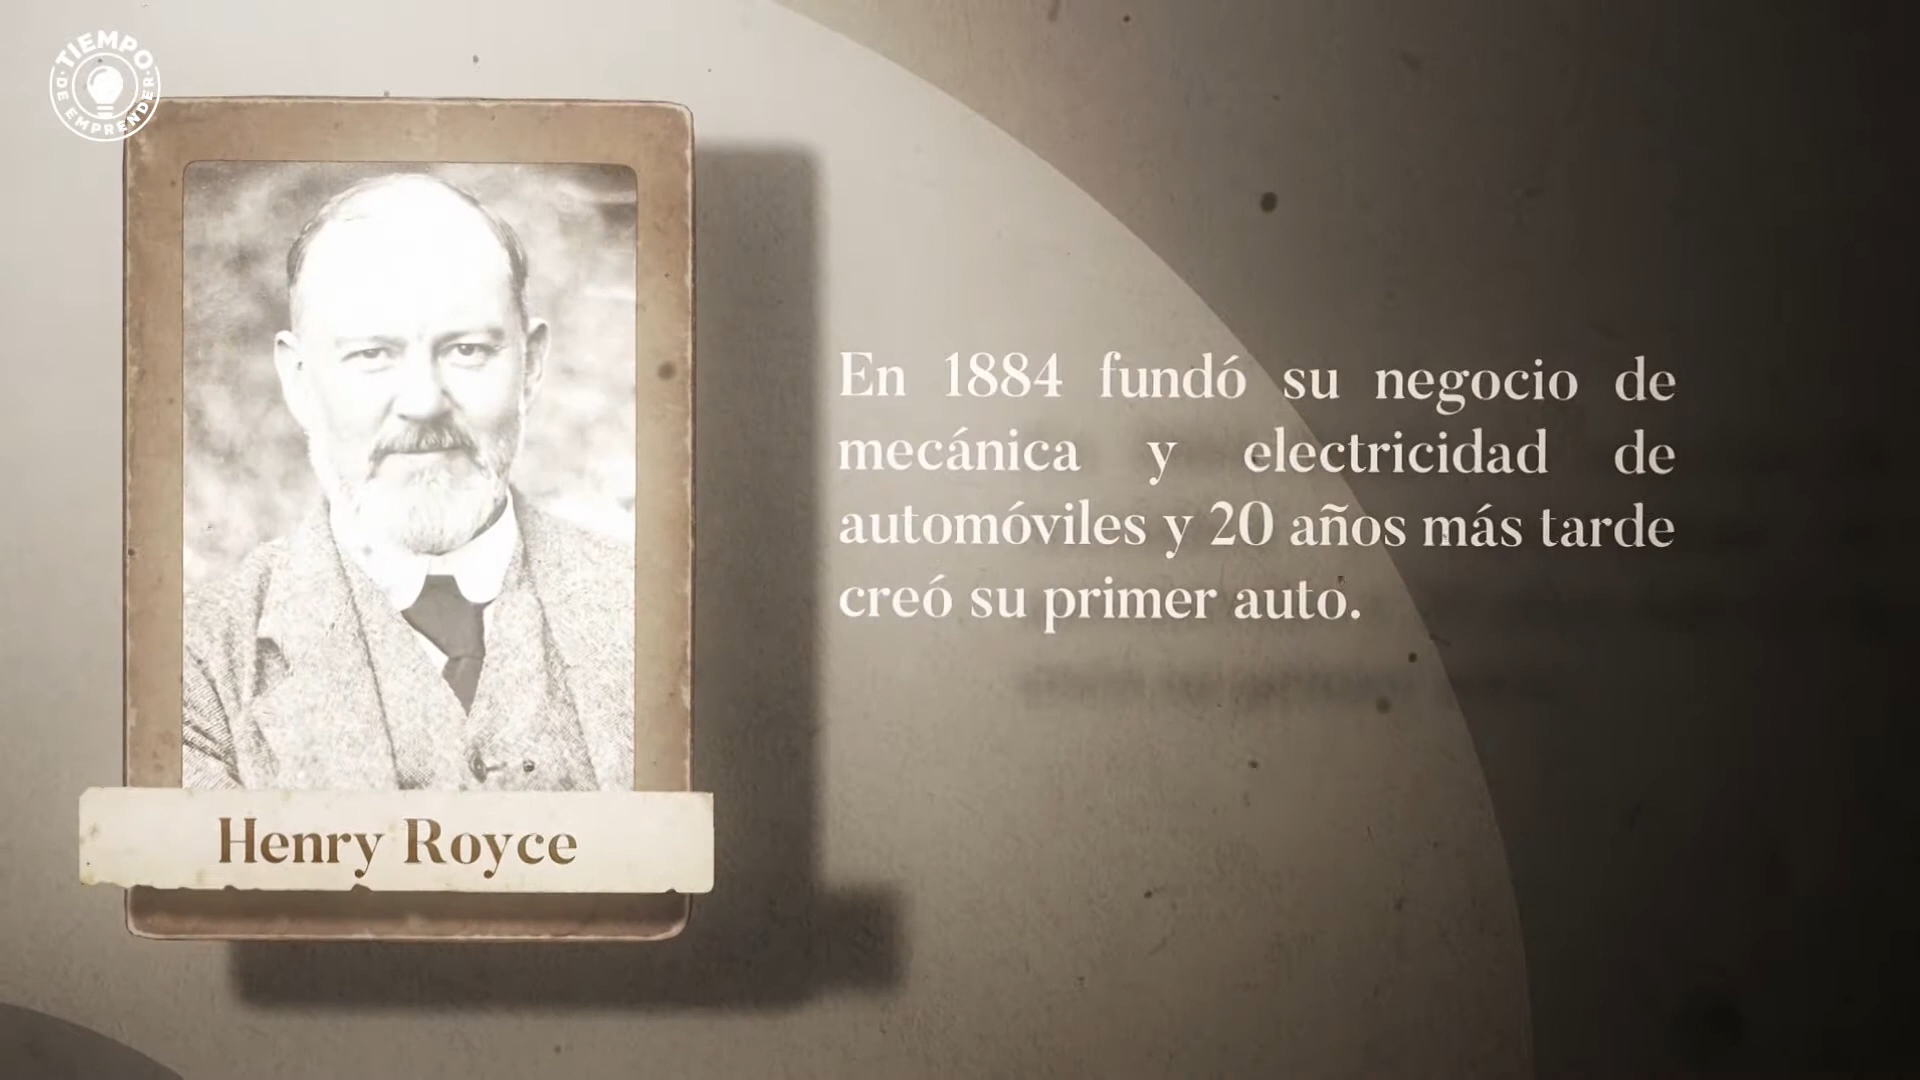 TIEMPO
DE EMPRENDER
En 1884 fundó su negocio de
mecánica y electricidad de
automóviles y 20 años más tarde
creó su primer auto.
Henry Royce